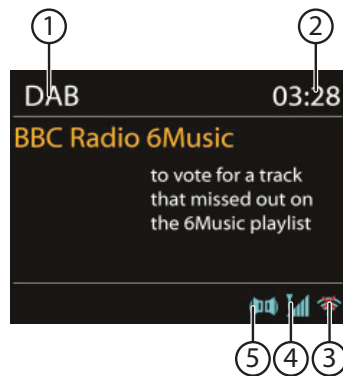 1 2
DAB 03:28
BBC Radio 6Music
to vote for a track
that missed out on
the 6Music playlist
5 4 3